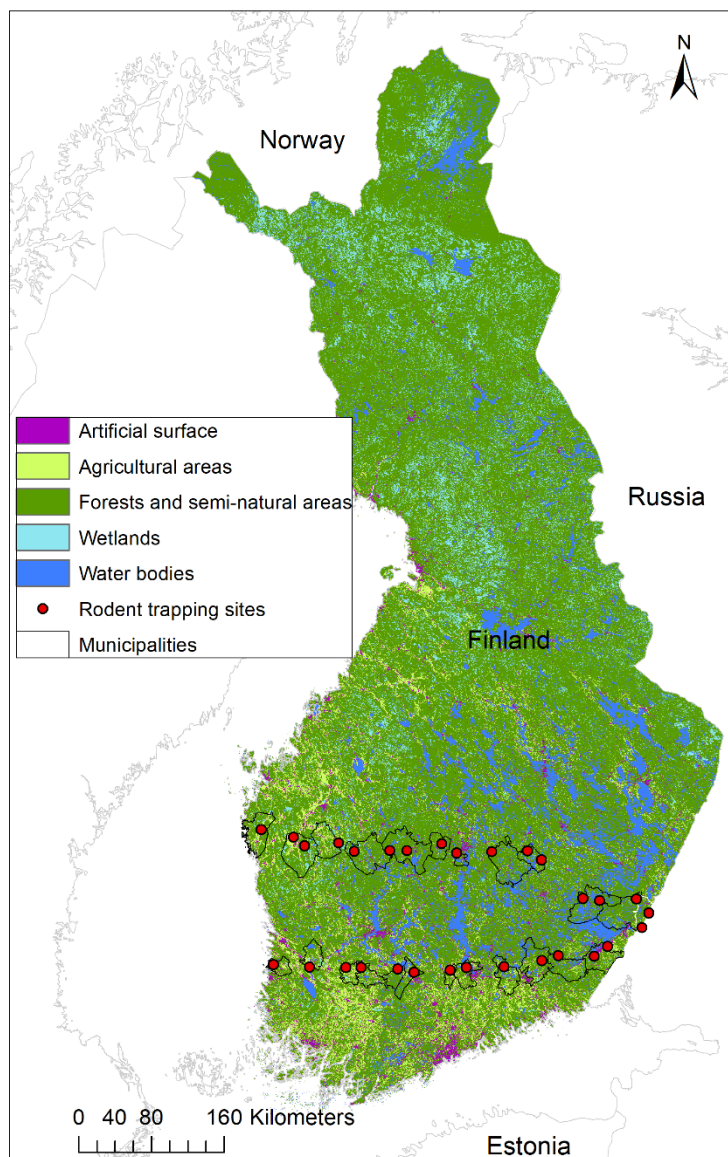 N
Norway
Artificial surface
Agricultural areas
Forests and semi-natural areas
Wetlands
Water bodies
Rodent trapping sites
Municipalities
Russia
Finland
0 40 80 160 Kilometers
Estonia